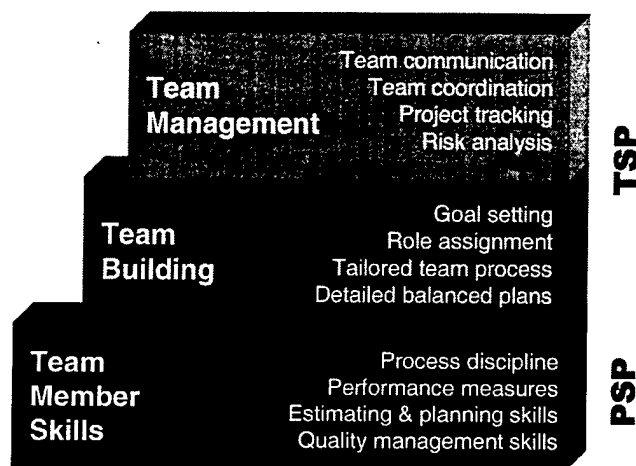 Team
Management
Team communication
Team coordination
Project tracking
Risk analysis
TSP
Team
Building
Goal setting
Role assignment
Tailored team process
Detailed balanced plans
Team
Member
Skills
Process discipline
Performance measures
Estimating & planning skills
Quality management skills
PSP